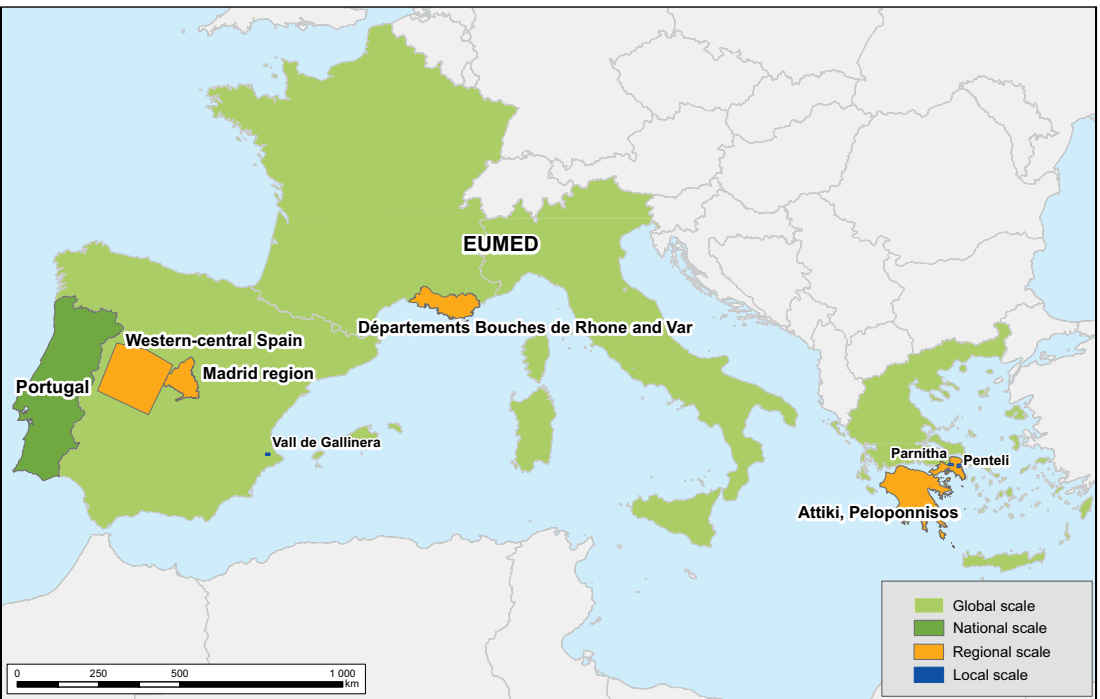 EUMED
Départements Bouches de Rhone and Var
Western-central Spain
Madrid region
Portugal
Vall de Gallinera
Parnitha
Penteli
Attiki, Peloponnisos
Global scale
National scale
Regional scale
Local scale
0 250 500 1 000
km